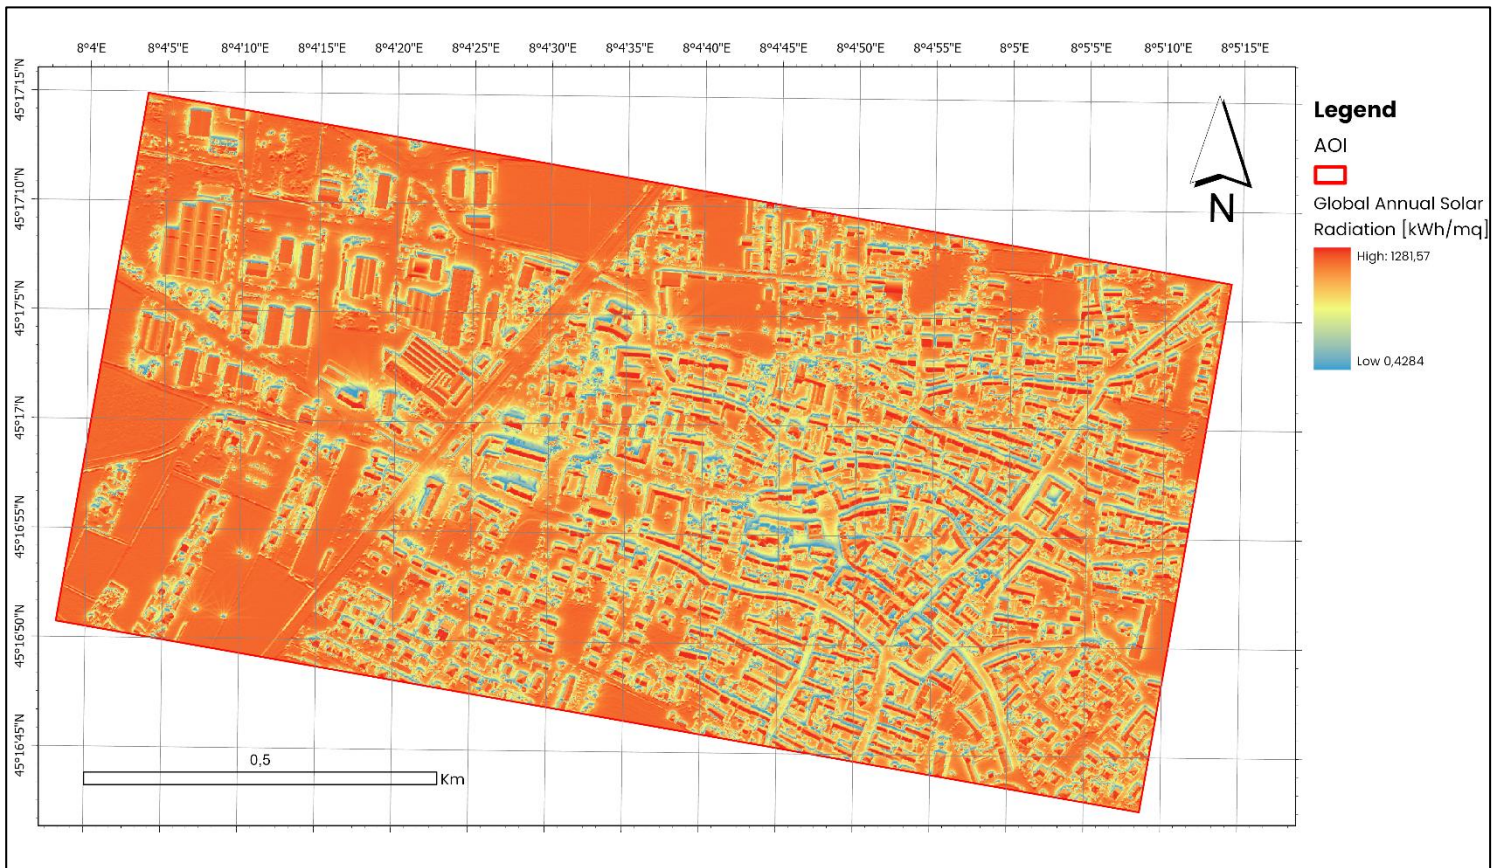 8°4'E 8°4'5"E 8°4'10"E 8°4'15"E 8°4'20"E 8°4'25"E 8°4'30"E 8°4'35"E 8°4'40"E 8°4'45"E 8°4'50"E 8°4'55"E 8°5'E 8°5'5"E 8°5'10"E 8°5'15"E
45°17'15"N
45°17'10"N
45°17'5"N
45°17'N
45°16'55"N
45°16'50"N
45°16'45"N
N
0,5
Km
Legend
AOI
Global Annual Solar
Radiation [kWh/mq]
High: 1281,57
Low 0,4284